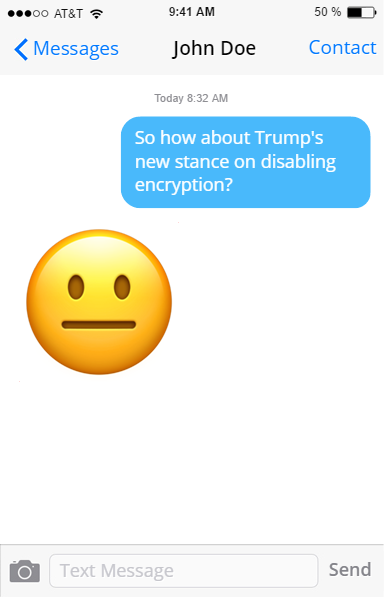 AT&T 9:41 AM 50 %
Messages John Doe Contact
Today 8:32 AM
So how about Trump's
new stance on disabling
encryption?
Text Message Send